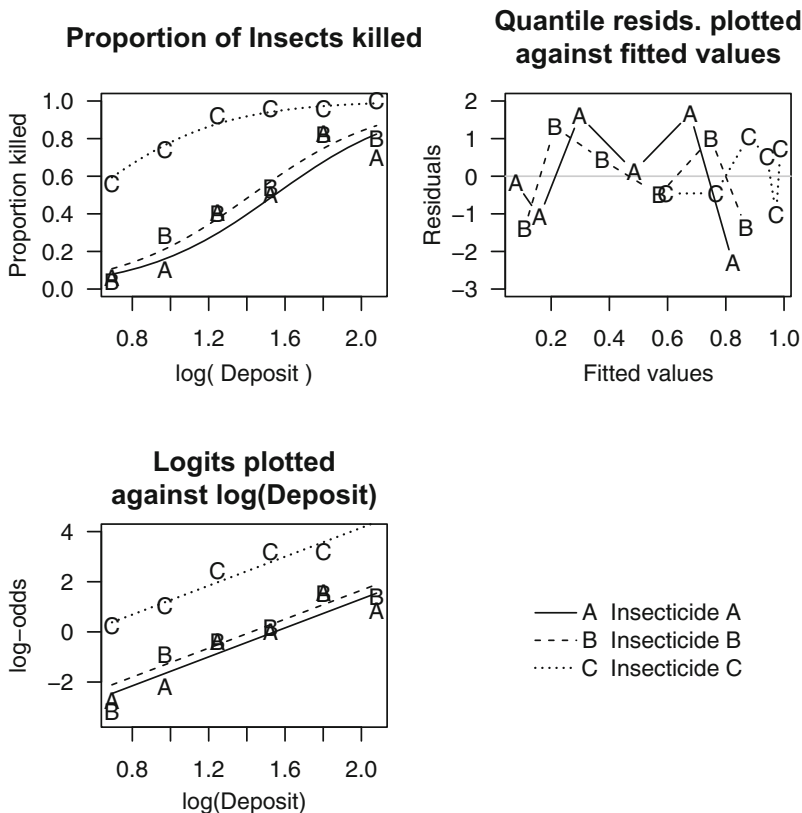 Proportion of Insects killed
Proportion killed
1.0
0.8
0.6
0.4
0.2
0.0
A A A A A A
B B B B B B
C C C C C C
0.8 1.2 1.6 2.0
log( Deposit )
Quantile resids. plotted
against fitted values
Residuals
2
1
0
−1
−2
−3
A A A A A A
B B B B B B
C C C C C C
0.2 0.4 0.6 0.8 1.0
Fitted values
Logits plotted
against log(Deposit)
log−odds
4
2
0
−2
A A A A A A
B B B B B B
C C C C C
0.8 1.2 1.6 2.0
log(Deposit)
A Insecticide A
B Insecticide B
C Insecticide C